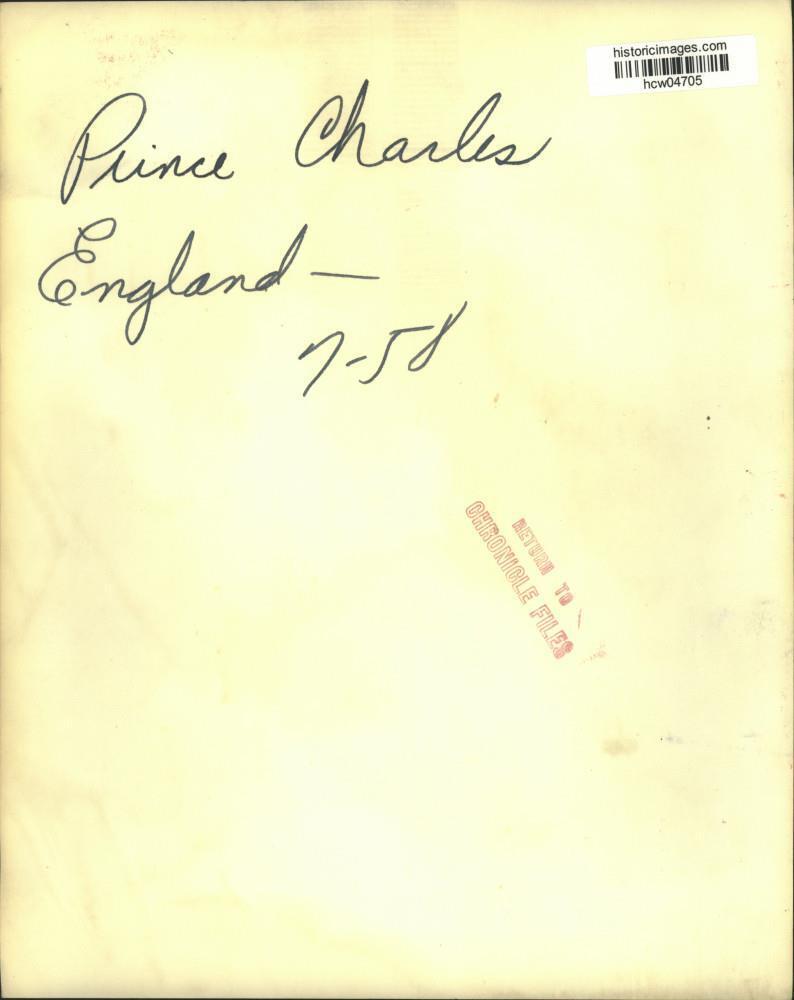 historicimages.com
hcw04705
Prince Charles
England —
7-58
RETURN TO
CHRONICLE FILES